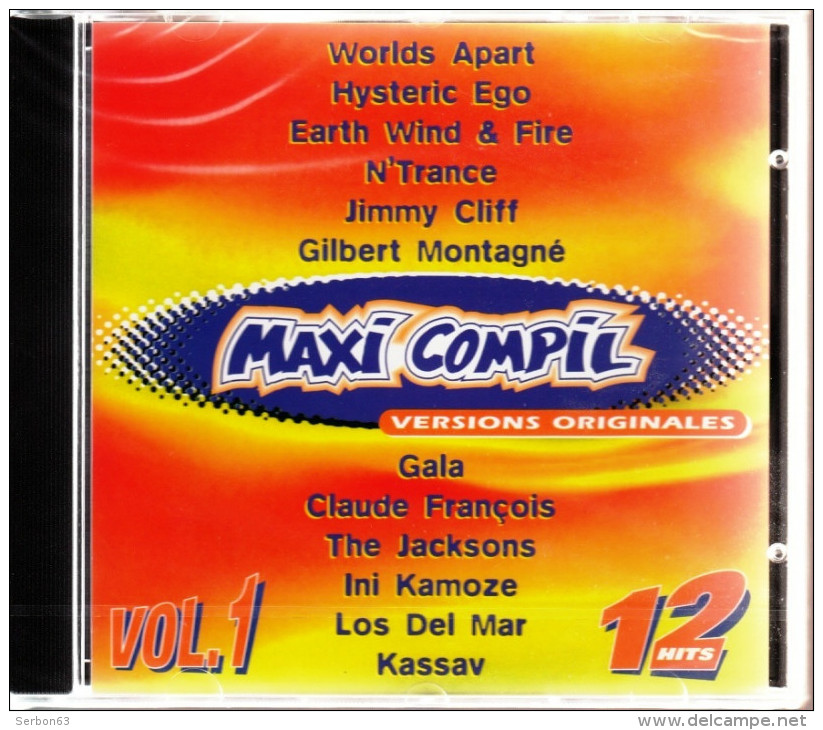 Worlds Apart
Hysteric Ego
Earth Wind & Fire
N'Trance
Jimmy Cliff
Gilbert Montagné
MAXI COMPIL
VERSIONS ORIGINALES
Gala
Claude François
The Jacksons
Ini Kamoze
Los Del Mar
Kassav
VOL.1
12
HITS
Serbon63
www.delcampe.net